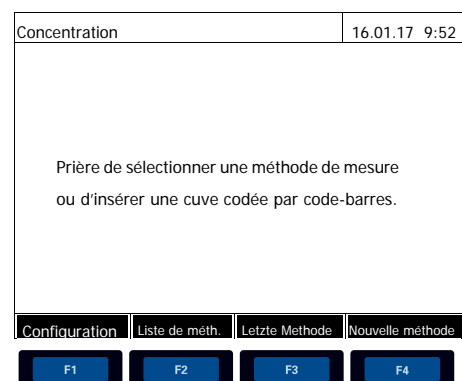 Concentration 16.01.17 9:52
Prière de sélectionner une méthode de mesure
ou d'insérer une cuve codée par code-barres.
Configuration Liste de méth. Letzte Methode Nouvelle méthode
F1 F2 F3 F4